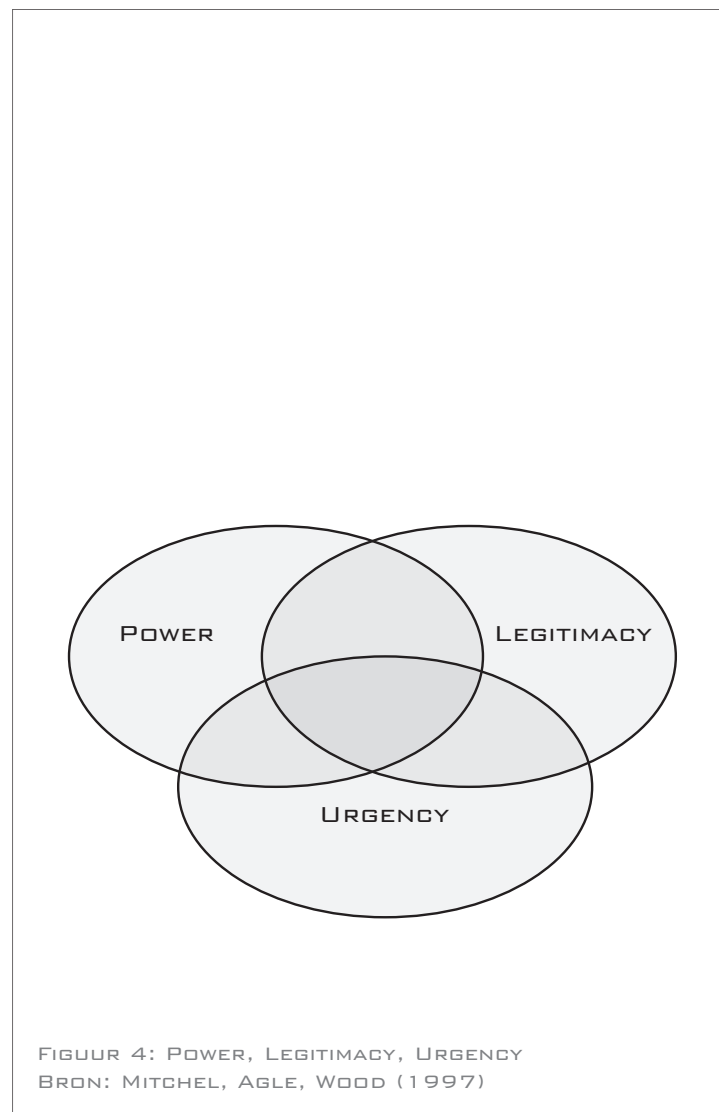 Power
Legitimacy
Urgency
Figuur 4: Power, Legitimacy, Urgency
Bron: Mitchel, Agle, Wood (1997)